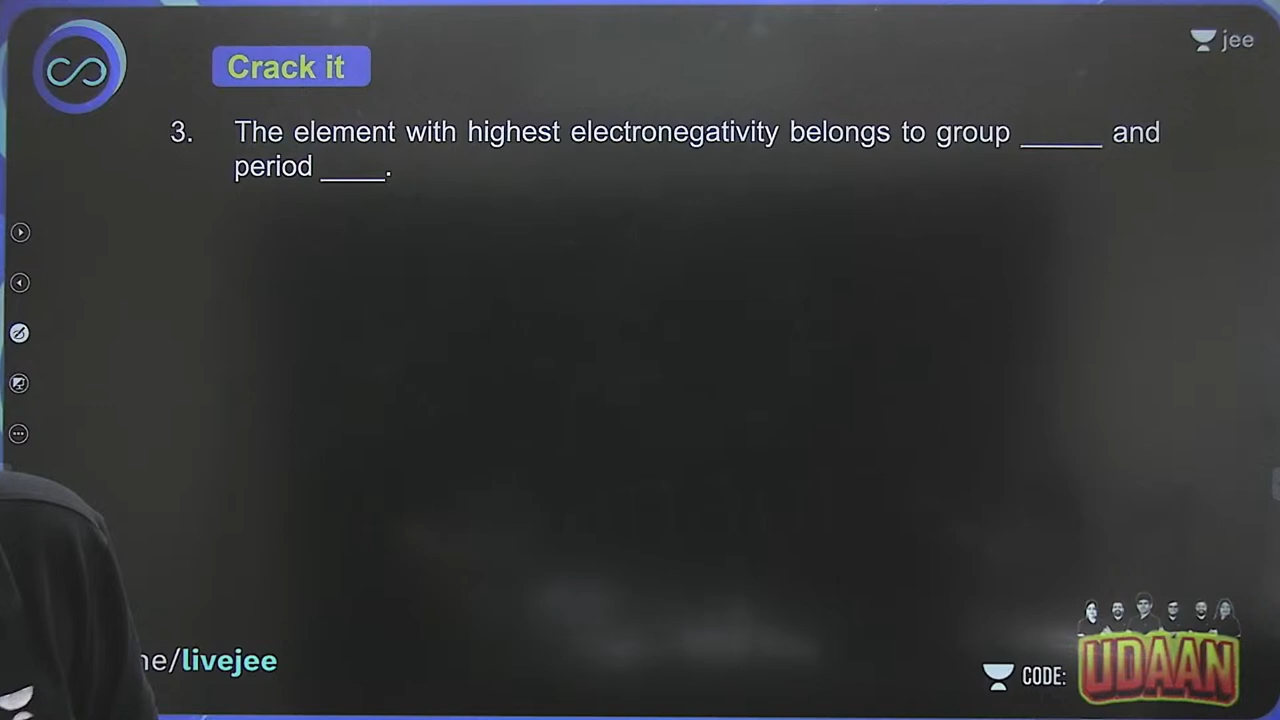 jee
Crack it
3. The element with highest electronegativity belongs to group _____ and
period ____.
ne/livejee
CODE:
UDAAN